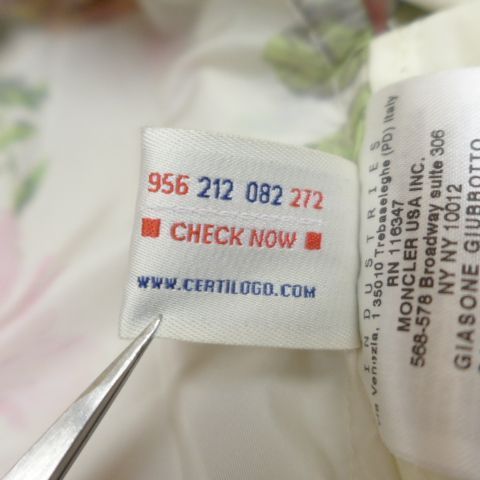 956 212 082 272
CHECK NOW
WWW.CERTILOGO.COM
INDUSTRIES
Venezia, 1 35010 Trebaseleghe (PD) Italy
RN 116347
MONCLER USA INC.
568-578 Broadway suite 306
NY NY 10012
GIASONE GIUBBOTTO